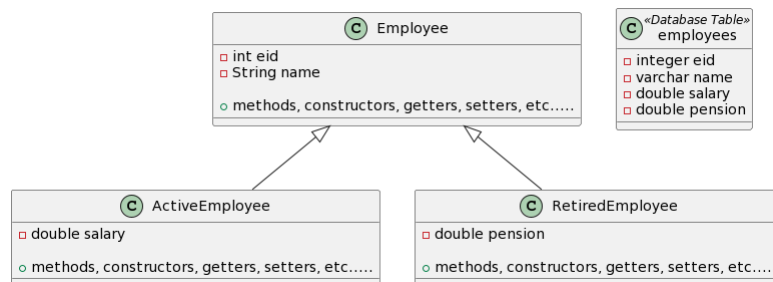 C Employee
int eid
String name
methods, constructors, getters, setters, etc.....
«Database Table»
C employees
integer eid
varchar name
double salary
double pension
C ActiveEmployee
double salary
methods, constructors, getters, setters, etc.....
C RetiredEmployee
double pension
methods, constructors, getters, setters, etc.....